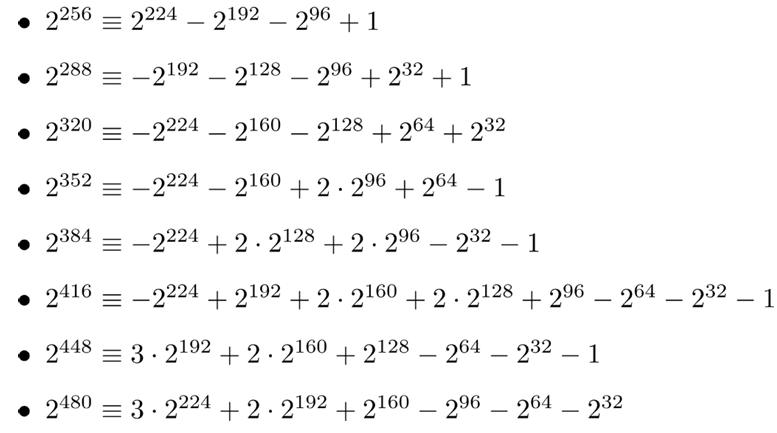 • 2^256 ≡ 2^224 − 2^192 − 2^96 + 1
• 2^288 ≡ −2^192 − 2^128 − 2^96 + 2^32 + 1
• 2^320 ≡ −2^224 − 2^160 − 2^128 + 2^64 + 2^32
• 2^352 ≡ −2^224 − 2^160 + 2 · 2^96 + 2^64 − 1
• 2^384 ≡ −2^224 + 2 · 2^128 + 2 · 2^96 − 2^32 − 1
• 2^416 ≡ −2^224 + 2^192 + 2 · 2^160 + 2 · 2^128 + 2^96 − 2^64 − 2^32 − 1
• 2^448 ≡ 3 · 2^192 + 2 · 2^160 + 2^128 − 2^64 − 2^32 − 1
• 2^480 ≡ 3 · 2^224 + 2 · 2^192 + 2^160 − 2^96 − 2^64 − 2^32